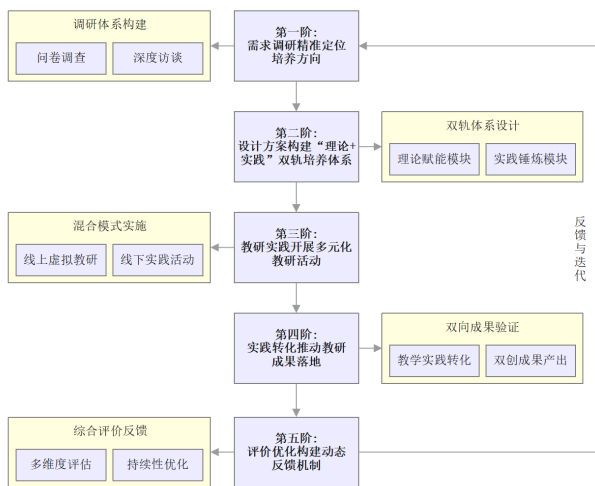 调研体系构建
问卷调查
深度访谈
第一阶:
需求调研精准定位
培养方向
第二阶:
设计方案构建“理论+
实践”双轨培养体系
双轨体系设计
理论赋能模块
实践锤炼模块
混合模式实施
线上虚拟教研
线下实践活动
第三阶:
教研实践开展多元化
教研活动
反馈与迭代
第四阶:
实践转化推动教研
成果落地
双向成果验证
教学实践转化
双创成果产出
综合评价反馈
多维度评估
持续性优化
第五阶:
评价优化构建动态
反馈机制